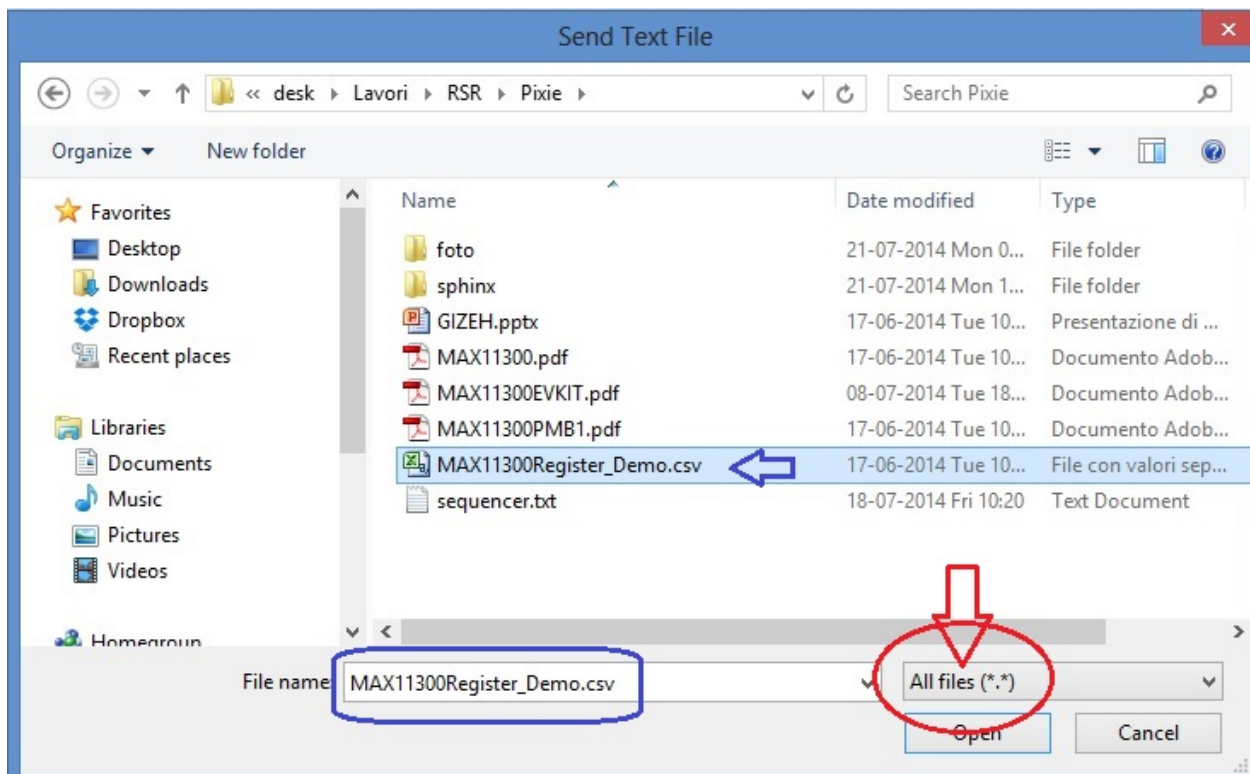 Send Text File
« desk Lavori RSR Pixie Search Pixie
Organize New folder
Name Date modified Type
Favorites
Desktop
Downloads
Dropbox
Recent places
Libraries
Documents
Music
Pictures
Videos
Homegroup
foto 21-07-2014 Mon 0... File folder
sphinx 21-07-2014 Mon 1... File folder
GIZEH.pptx 17-06-2014 Tue 10... Presentazione di ...
MAX11300.pdf 17-06-2014 Tue 10... Documento Adob...
MAX11300EVKIT.pdf 08-07-2014 Tue 18... Documento Adob...
MAX11300PMB1.pdf 17-06-2014 Tue 10... Documento Adob...
MAX11300Register_Demo.csv 17-06-2014 Tue 10... File con valori sep...
sequencer.txt 18-07-2014 Fri 10:20 Text Document
File name MAX11300Register_Demo.csv All files (*.*)
Open Cancel